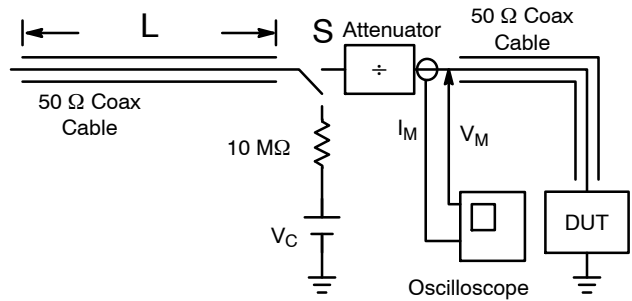 L
S
Attenuator
÷
50 Ω Coax
Cable
50 Ω Coax
Cable
I_M
V_M
10 MΩ
V_C
DUT
Oscilloscope